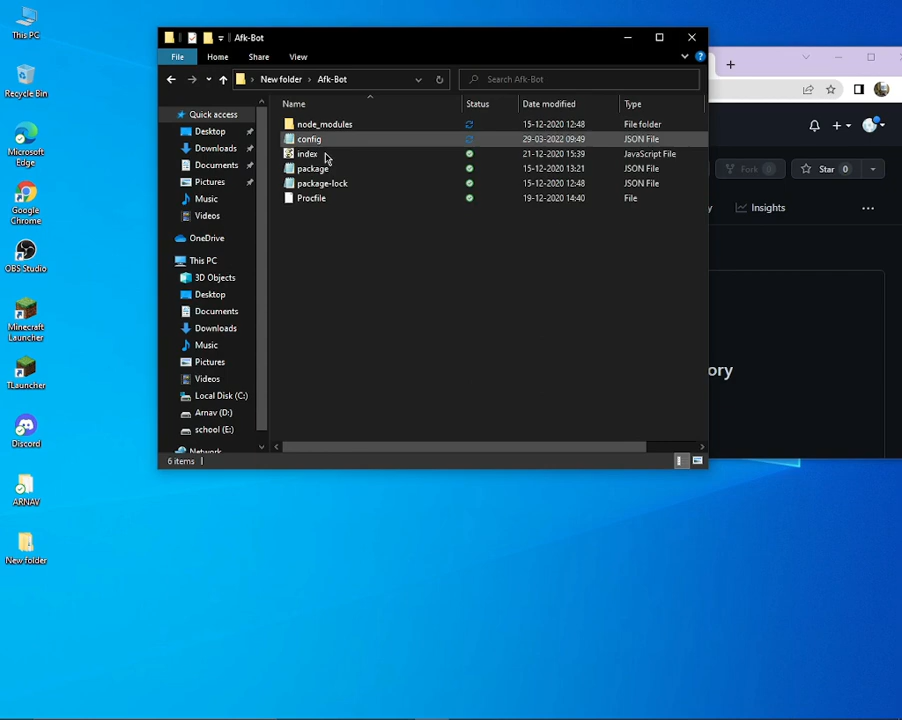 This PC
Recycle Bin
Microsoft
Edge
Google
Chrome
OBS Studio
Minecraft
Launcher
TLauncher
Discord
ARNAV
New folder
Afk-Bot
File Home Share View
New folder > Afk-Bot
Search Afk-Bot
Name Status Date modified Type
node_modules 15-12-2020 12:48 File folder
config 29-03-2022 09:49 JSON File
index 21-12-2020 15:39 JavaScript File
package 15-12-2020 13:21 JSON File
package-lock 15-12-2020 12:48 JSON File
Procfile 19-12-2020 14:40 File
Quick access
Desktop
Downloads
Documents
Pictures
Music
Videos
OneDrive
This PC
3D Objects
Desktop
Documents
Downloads
Music
Pictures
Videos
Local Disk (C:)
Arnav (D:)
school (E:)
Network
6 items
Fork 0 Star 0
y Insights
ory